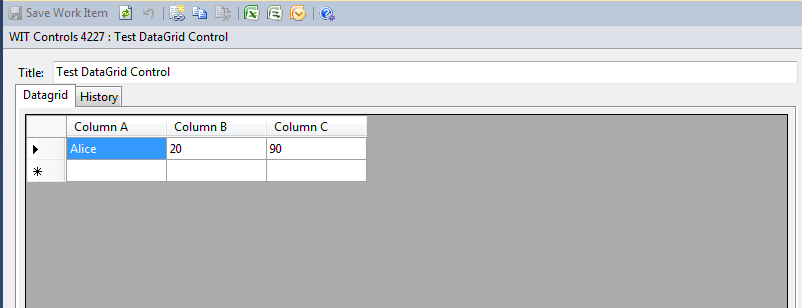 Save Work Item
WIT Controls 4227 : Test DataGrid Control
Title: Test DataGrid Control
Datagrid History
Column A Column B Column C
Alice 20 90